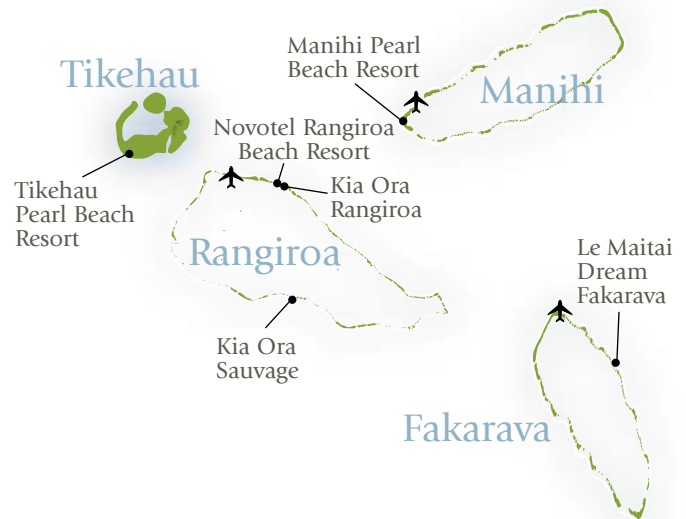 Manihi Pearl
Beach Resort
Tikehau
Manihi
Novotel Rangiroa
Beach Resort
Tikehau
Pearl Beach
Resort
Kia Ora
Rangiroa
Rangiroa
Le Maitai
Dream
Fakarava
Kia Ora
Sauvage
Fakarava